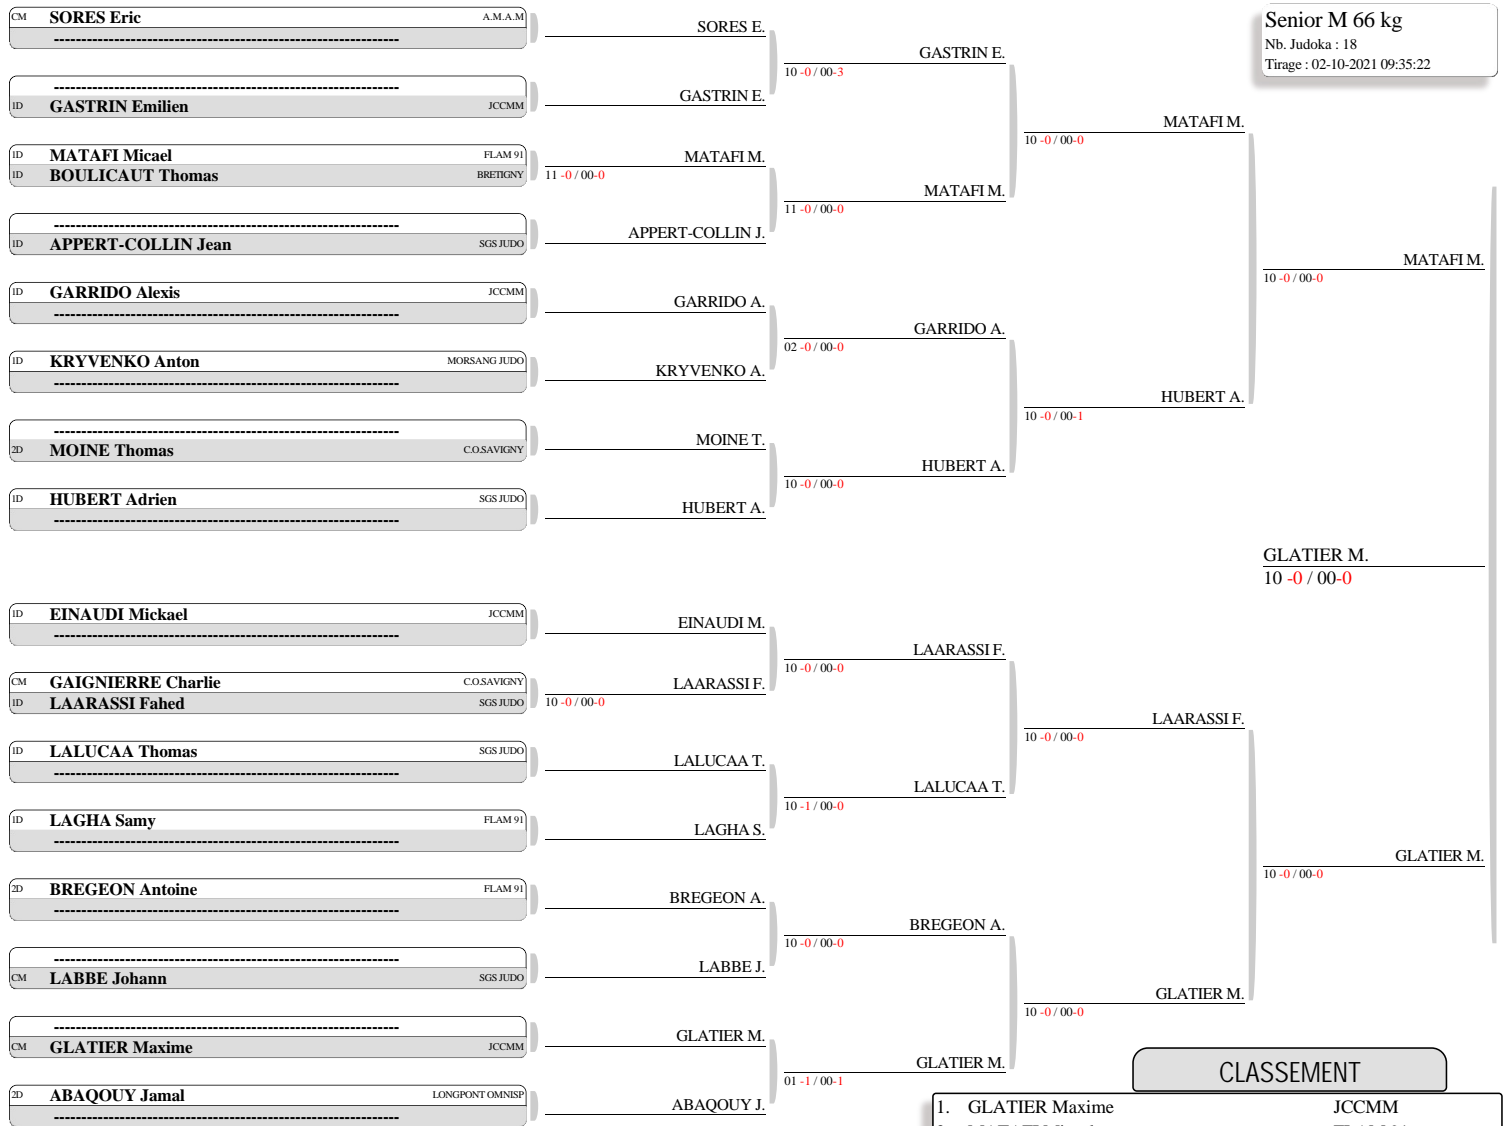 Senior M 66 kg
Nb. Judoka : 18
Tirage : 02-10-2021 09:35:22
CM SORES Eric A.M.A.M
------------------------------------------------------------
------------------------------------------------------------
1D GASTRIN Emilien JCCMM
1D MATAFI Micael FLAM 91
1D BOULICAUT Thomas BRETIGNY
------------------------------------------------------------
1D APPERT-COLLIN Jean SGS JUDO
1D GARRIDO Alexis JCCMM
------------------------------------------------------------
1D KRYVENKO Anton MORSANG JUDO
------------------------------------------------------------
------------------------------------------------------------
2D MOINE Thomas C.O.SAVIGNY
1D HUBERT Adrien SGS JUDO
------------------------------------------------------------
1D EINAUDI Mickael JCCMM
------------------------------------------------------------
CM GAIGNIERRE Charlie C.O.SAVIGNY
1D LAARASSI Fahed SGS JUDO
1D LALUCAA Thomas SGS JUDO
------------------------------------------------------------
1D LAGHA Samy FLAM 91
------------------------------------------------------------
2D BREGEON Antoine FLAM 91
------------------------------------------------------------
------------------------------------------------------------
CM LABBE Johann SGS JUDO
------------------------------------------------------------
CM GLATIER Maxime JCCMM
2D ABAQOUY Jamal LONGPONT OMNISP
------------------------------------------------------------
SORES E.
GASTRIN E.
MATAFI M.
11 -0 / 00-0
APPERT-COLLIN J.
GARRIDO A.
KRYVENKO A.
MOINE T.
HUBERT A.
EINAUDI M.
LAARASSI F.
10 -0 / 00-0
LALUCAA T.
LAGHA S.
BREGEON A.
LABBE J.
GLATIER M.
ABAQOUY J.
GASTRIN E.
10 -0 / 00-3
MATAFI M.
11 -0 / 00-0
GARRIDO A.
02 -0 / 00-0
HUBERT A.
10 -0 / 00-0
LAARASSI F.
10 -0 / 00-0
LALUCAA T.
10 -1 / 00-0
BREGEON A.
10 -0 / 00-0
GLATIER M.
01 -1 / 00-1
MATAFI M.
10 -0 / 00-0
HUBERT A.
10 -0 / 00-1
LAARASSI F.
10 -0 / 00-0
GLATIER M.
10 -0 / 00-0
MATAFI M.
10 -0 / 00-0
GLATIER M.
10 -0 / 00-0
GLATIER M.
10 -0 / 00-0
CLASSEMENT
1. GLATIER Maxime JCCMM